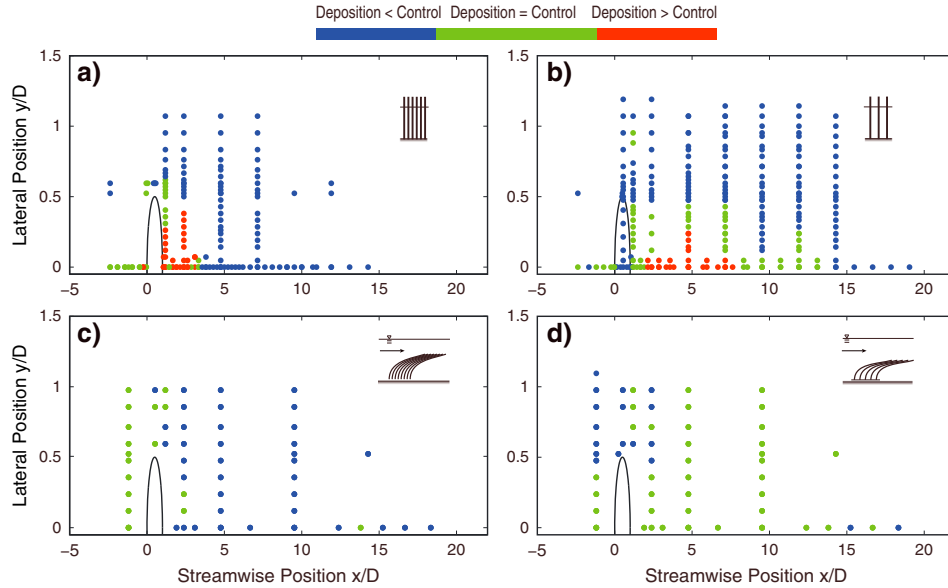 Deposition < Control Deposition = Control Deposition > Control
a)
b)
1.5
1
0.5
0
Lateral Position y/D
−5 0 5 10 15 20
1.5
1
0.5
0
−5 0 5 10 15 20
c)
d)
1.5
1
0.5
0
Lateral Position y/D
−5 0 5 10 15 20
Streamwise Position x/D
1.5
1
0.5
0
−5 0 5 10 15 20
Streamwise Position x/D